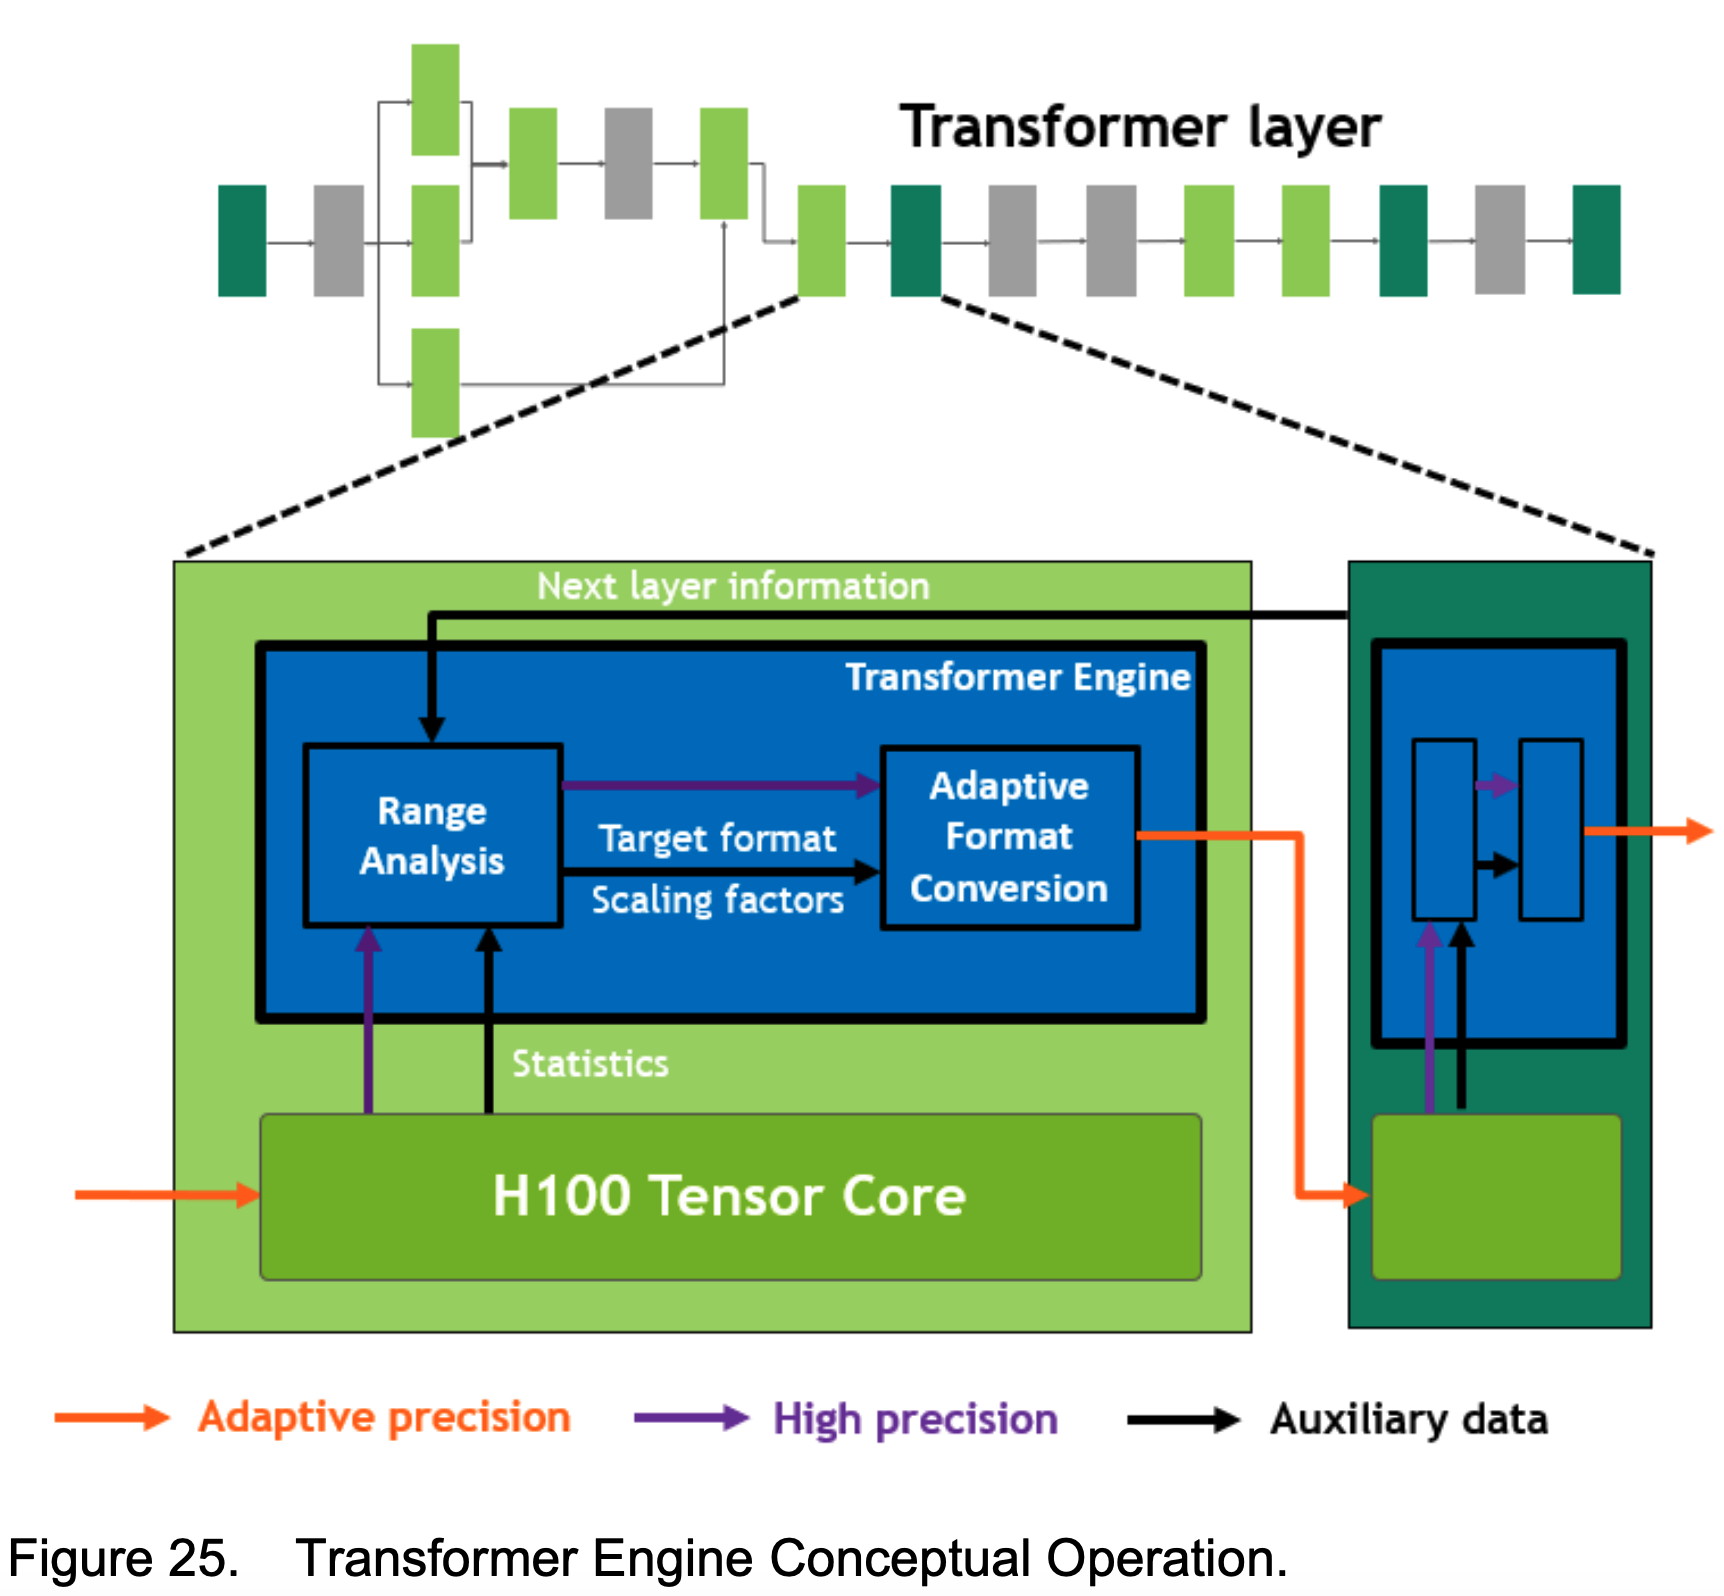 Transformer layer
Next layer information
Transformer Engine
Range
Analysis
Target format
Scaling factors
Adaptive
Format
Conversion
Statistics
H100 Tensor Core
Adaptive precision
High precision
Auxiliary data
Figure 25. Transformer Engine Conceptual Operation.